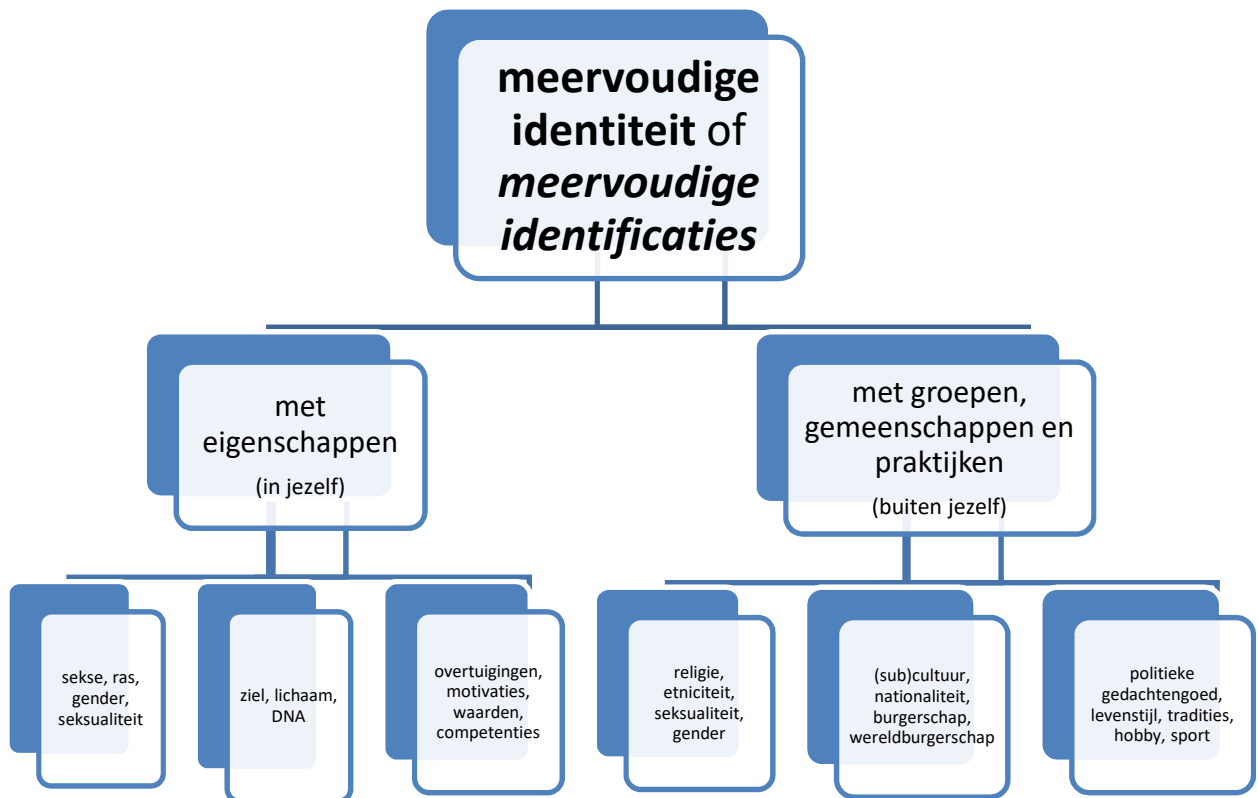 meervoudige
identiteit of
meervoudige
identificaties
met
eigenschappen
(in jezelf)
met groepen,
gemeenschappen en
praktijken
(buiten jezelf)
sekse, ras,
gender,
seksualiteit
ziel, lichaam,
DNA
overtuigingen,
motivaties,
waarden,
competenties
religie,
etniciteit,
seksualiteit,
gender
(sub)cultuur,
nationaliteit,
burgerschap,
wereldburgerschap
politieke
gedachtengoed,
levenstijl, tradities,
hobby, sport